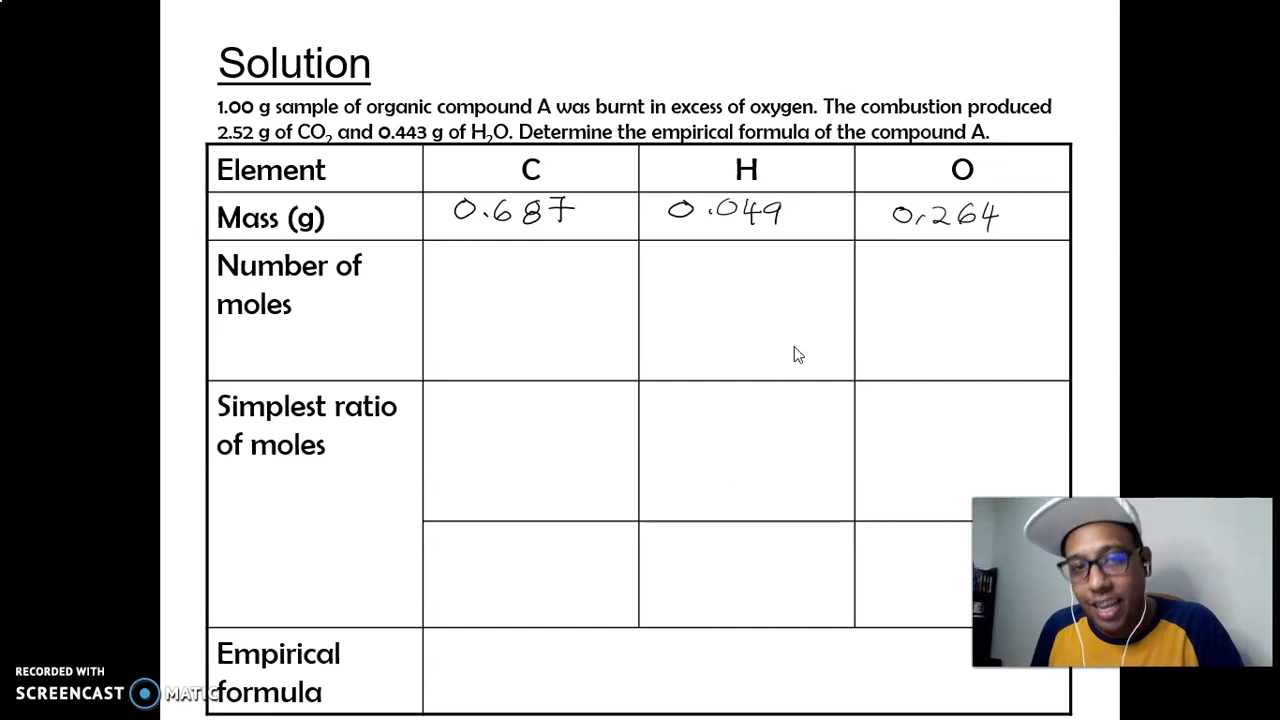 Solution
1.00 g sample of organic compound A was burnt in excess of oxygen. The combustion produced
2.52 g of CO₂ and 0.443 g of H₂O. Determine the empirical formula of the compound A.
Element C H O
Mass (g) 0.687 0.049 0.264
Number of
moles
Simplest ratio
of moles
Empirical
formula
RECORDED WITH
SCREENCAST MATIC